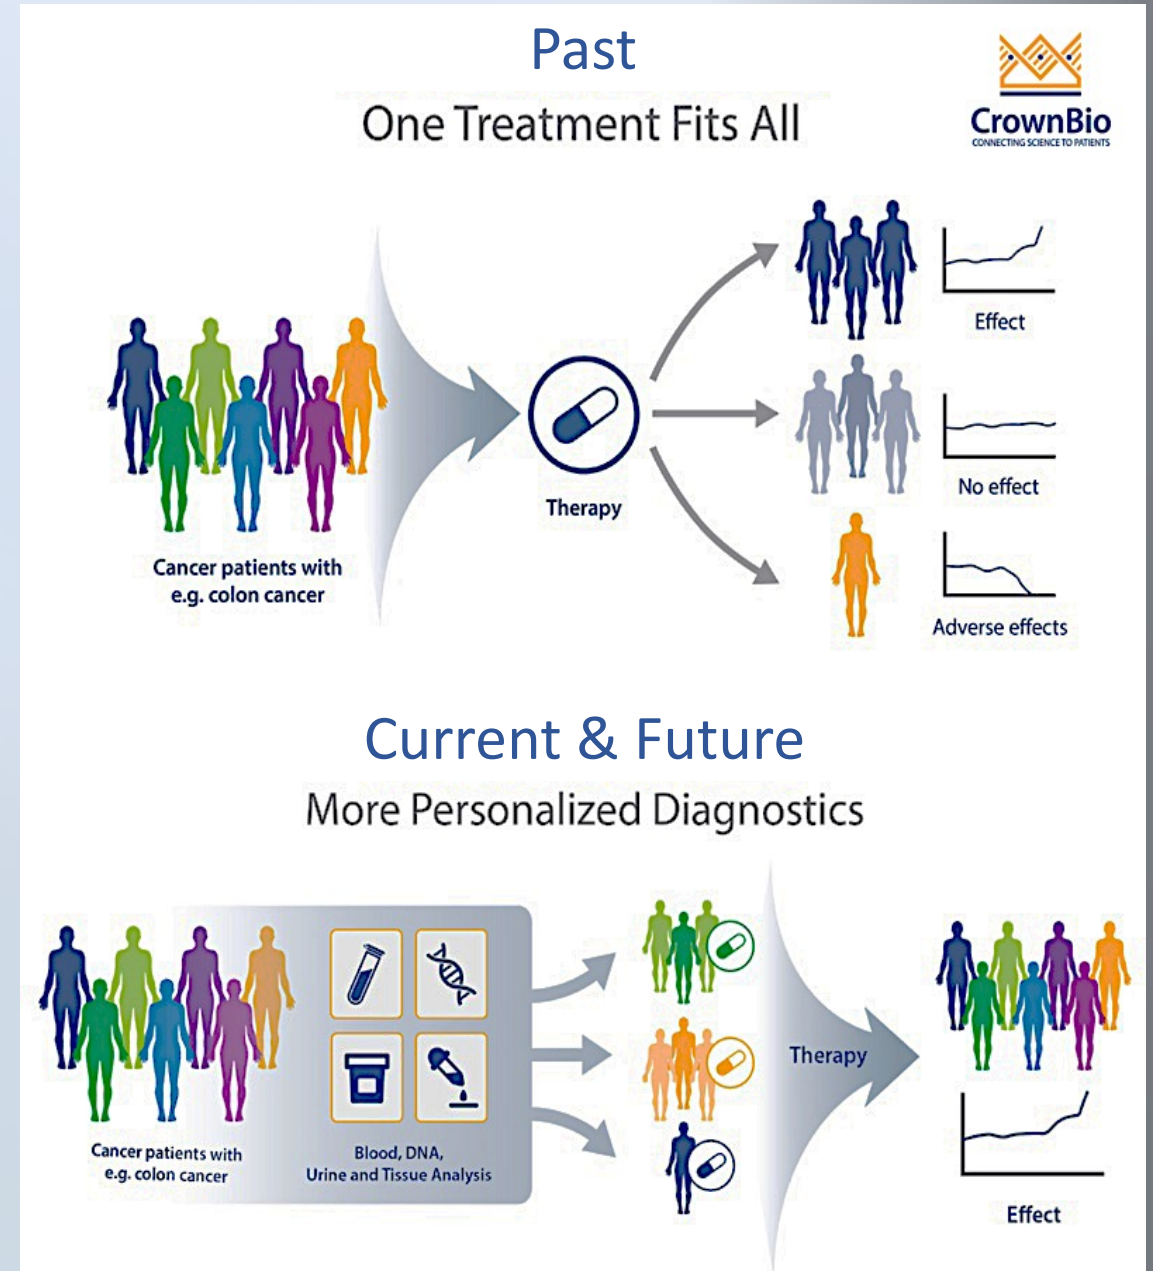 Past
One Treatment Fits All
CrownBio
CONNECTING SCIENCE TO PATIENTS
Effect
No effect
Therapy
Cancer patients with
e.g. colon cancer
Adverse effects
Current & Future
More Personalized Diagnostics
Cancer patients with
e.g. colon cancer
Blood, DNA,
Urine and Tissue Analysis
Therapy
Effect